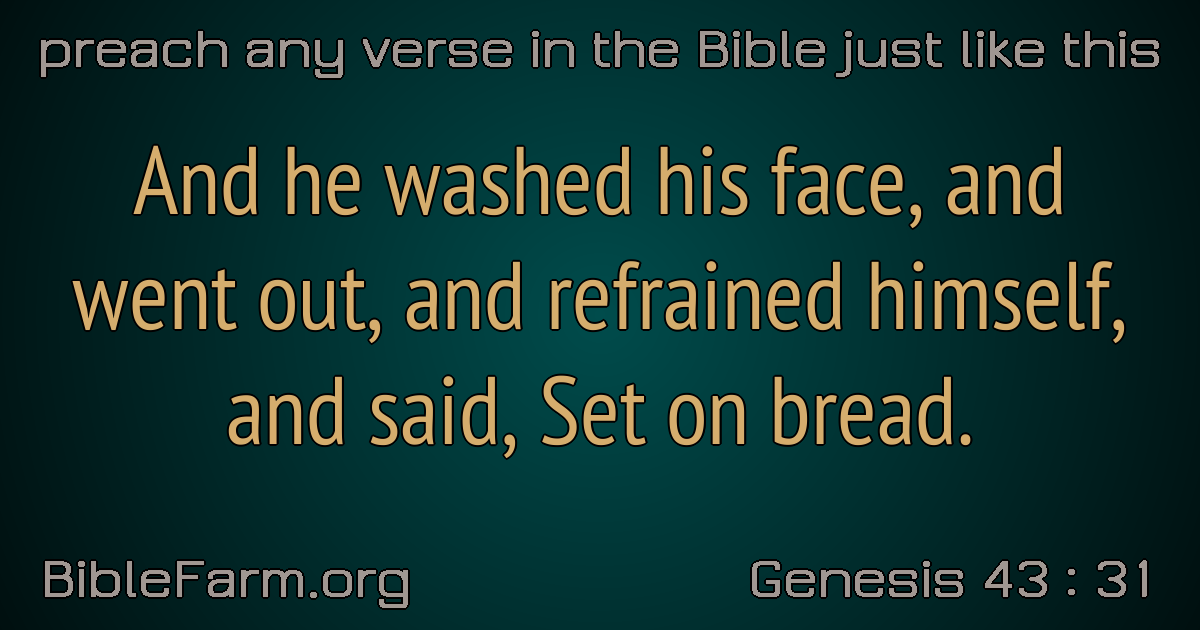 preach any verse in the Bible just like this
And he washed his face, and
went out, and refrained himself,
and said, Set on bread.
BibleFarm.org
Genesis 43 : 31